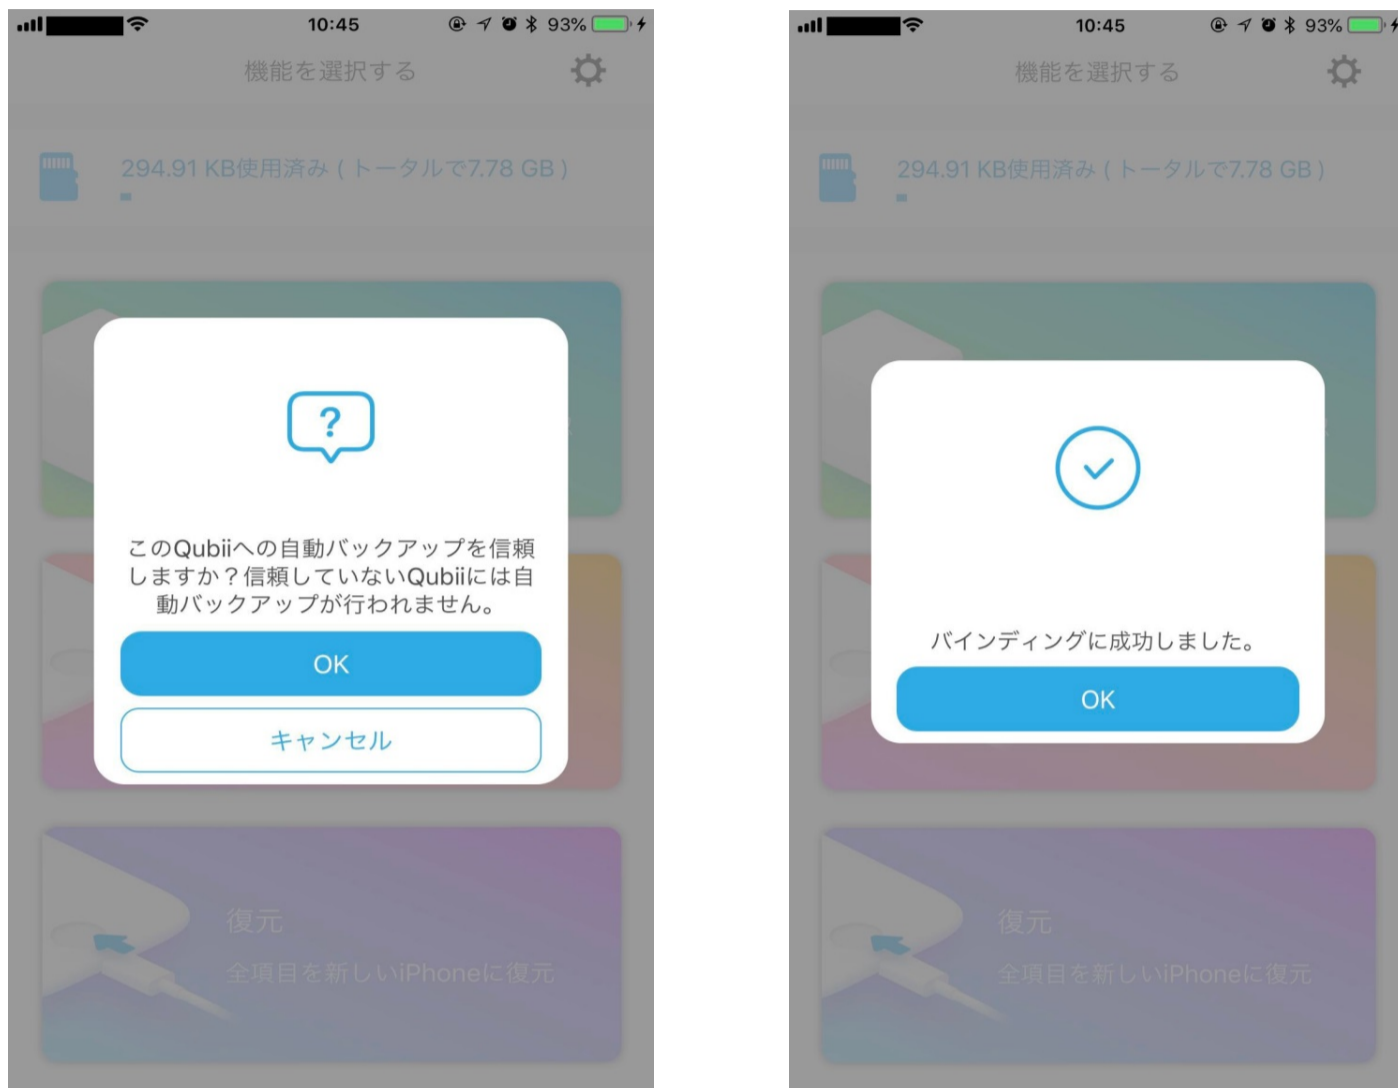 10:45
93%
機能を選択する
294.91 KB使用済み ( トータルで7.78 GB )
?
このQubiiへの自動バックアップを信頼
しますか？信頼していないQubiiには自
動バックアップが行われません。
OK
キャンセル
復元
全項目を新しいiPhoneに復元
10:45
93%
機能を選択する
294.91 KB使用済み ( トータルで7.78 GB )
バインディングに成功しました。
OK
復元
全項目を新しいiPhoneに復元